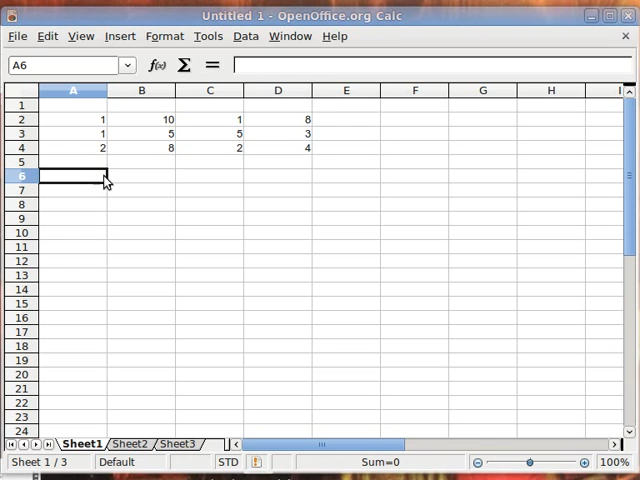 Untitled 1 - OpenOffice.org Calc
File Edit View Insert Format Tools Data Window Help
A6 f(x) Σ =
A B C D E F G H I
1
2 1 10 1 8
3 1 5 5 3
4 2 8 2 4
5
6
7
8
9
10
11
12
13
14
15
16
17
18
19
20
21
22
23
24
Sheet1 Sheet2 Sheet3
Sheet 1 / 3 Default STD Sum=0 100%